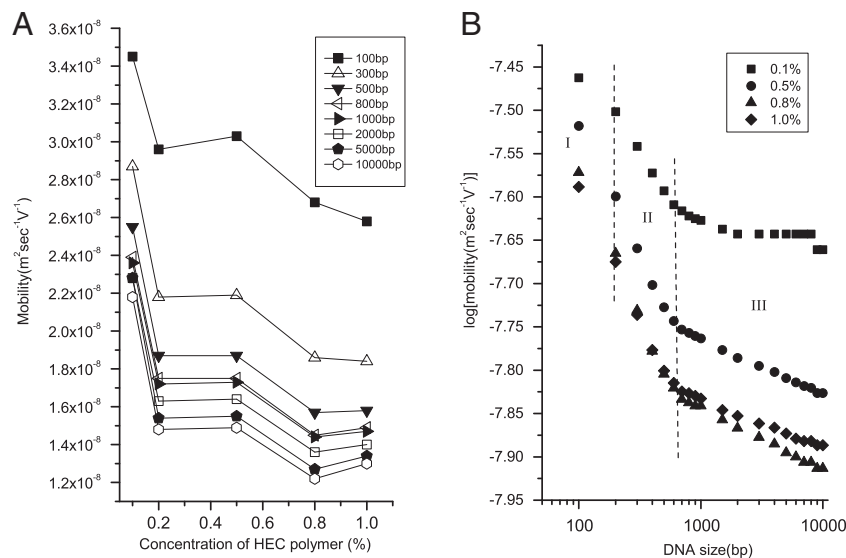 A
Mobility(m²sec⁻¹V⁻¹)
3.6x10⁻⁸
3.4x10⁻⁸
3.2x10⁻⁸
3.0x10⁻⁸
2.8x10⁻⁸
2.6x10⁻⁸
2.4x10⁻⁸
2.2x10⁻⁸
2.0x10⁻⁸
1.8x10⁻⁸
1.6x10⁻⁸
1.4x10⁻⁸
1.2x10⁻⁸
100bp
300bp
500bp
800bp
1000bp
2000bp
5000bp
10000bp
0.2 0.4 0.6 0.8 1.0
Concentration of HEC polymer (%)
B
log[mobility(m²sec⁻¹V⁻¹)]
-7.45
-7.50
-7.55
-7.60
-7.65
-7.70
-7.75
-7.80
-7.85
-7.90
-7.95
0.1%
0.5%
0.8%
1.0%
I
II
III
100 1000 10000
DNA size(bp)